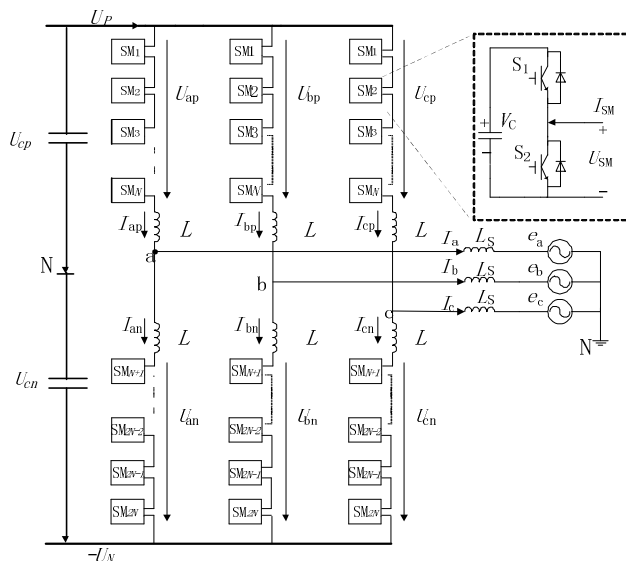 U_P
SM1 SM1 SM1
SM2 SM2 SM2
SM3 SM3 SM3
SM_N SM_N SM_N
U_ap U_bp U_cp
U_cp
S_1
V_C
+
−
I_SM
+
S_2
U_SM
−
I_ap L I_bp L I_cp L
a
I_a L_S e_a
N
b
I_b L_S e_b
c
I_c L_S e_c
N
I_an L I_bn L I_cn L
SM_N+1 SM_N+1 SM_N+1
U_cn
U_an U_bn U_cn
SM_2N-2 SM_2N-2 SM_2N-2
SM_2N-1 SM_2N-1 SM_2N-1
SM_2N SM_2N SM_2N
-U_N